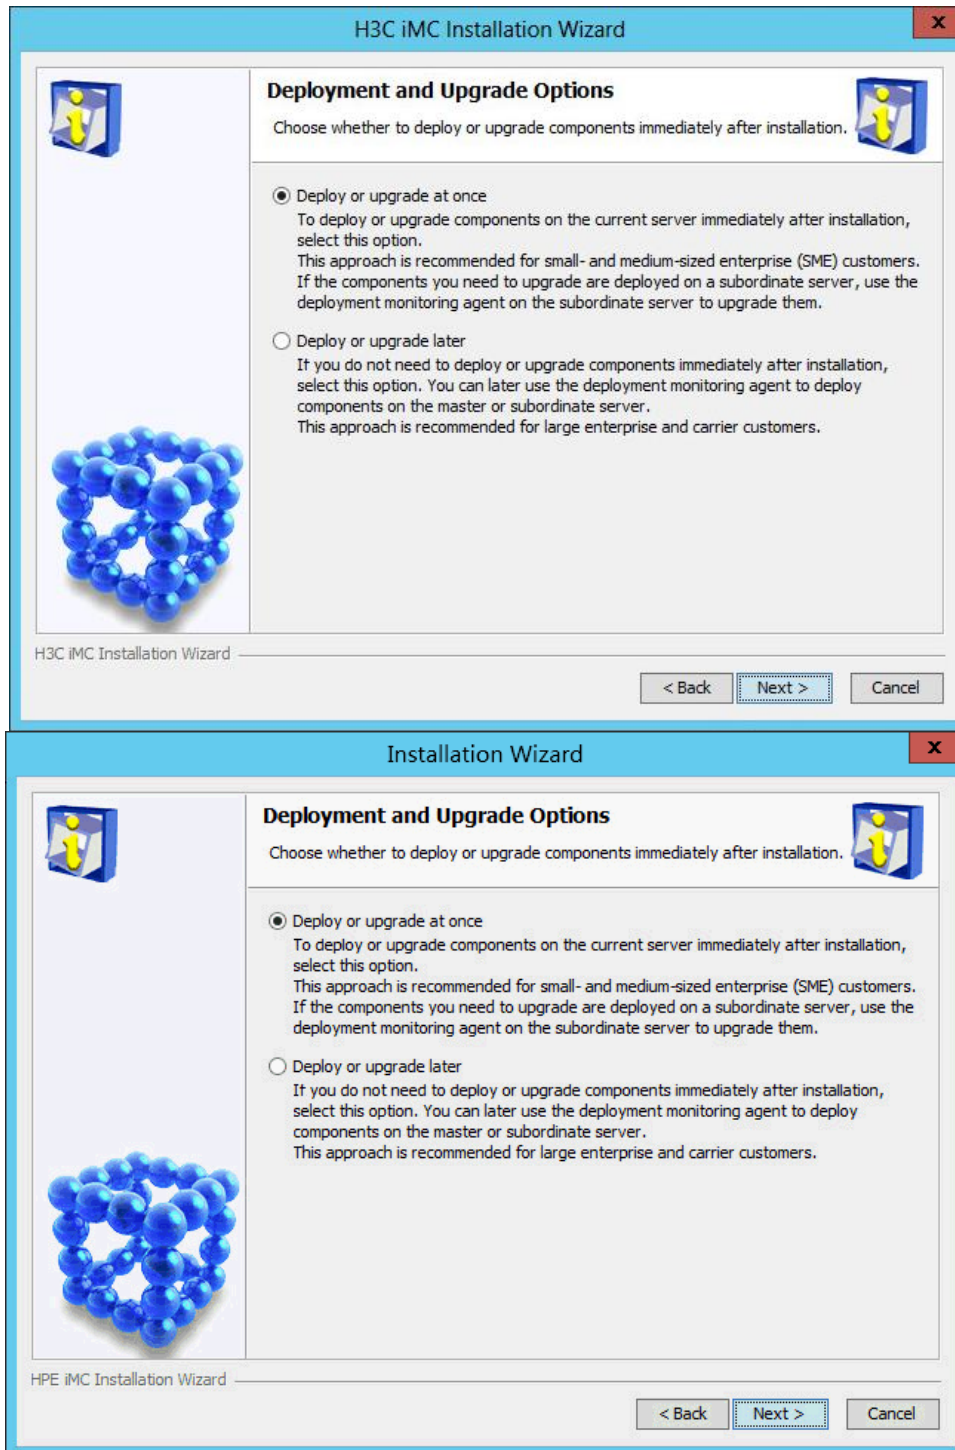 H3C iMC Installation Wizard
x
Deployment and Upgrade Options
Choose whether to deploy or upgrade components immediately after installation.
Deploy or upgrade at once
To deploy or upgrade components on the current server immediately after installation,
select this option.
This approach is recommended for small- and medium-sized enterprise (SME) customers.
If the components you need to upgrade are deployed on a subordinate server, use the
deployment monitoring agent on the subordinate server to upgrade them.
Deploy or upgrade later
If you do not need to deploy or upgrade components immediately after installation,
select this option. You can later use the deployment monitoring agent to deploy
components on the master or subordinate server.
This approach is recommended for large enterprise and carrier customers.
H3C iMC Installation Wizard
< Back Next > Cancel
Installation Wizard
x
Deployment and Upgrade Options
Choose whether to deploy or upgrade components immediately after installation.
Deploy or upgrade at once
To deploy or upgrade components on the current server immediately after installation,
select this option.
This approach is recommended for small- and medium-sized enterprise (SME) customers.
If the components you need to upgrade are deployed on a subordinate server, use the
deployment monitoring agent on the subordinate server to upgrade them.
Deploy or upgrade later
If you do not need to deploy or upgrade components immediately after installation,
select this option. You can later use the deployment monitoring agent to deploy
components on the master or subordinate server.
This approach is recommended for large enterprise and carrier customers.
HPE iMC Installation Wizard
< Back Next > Cancel